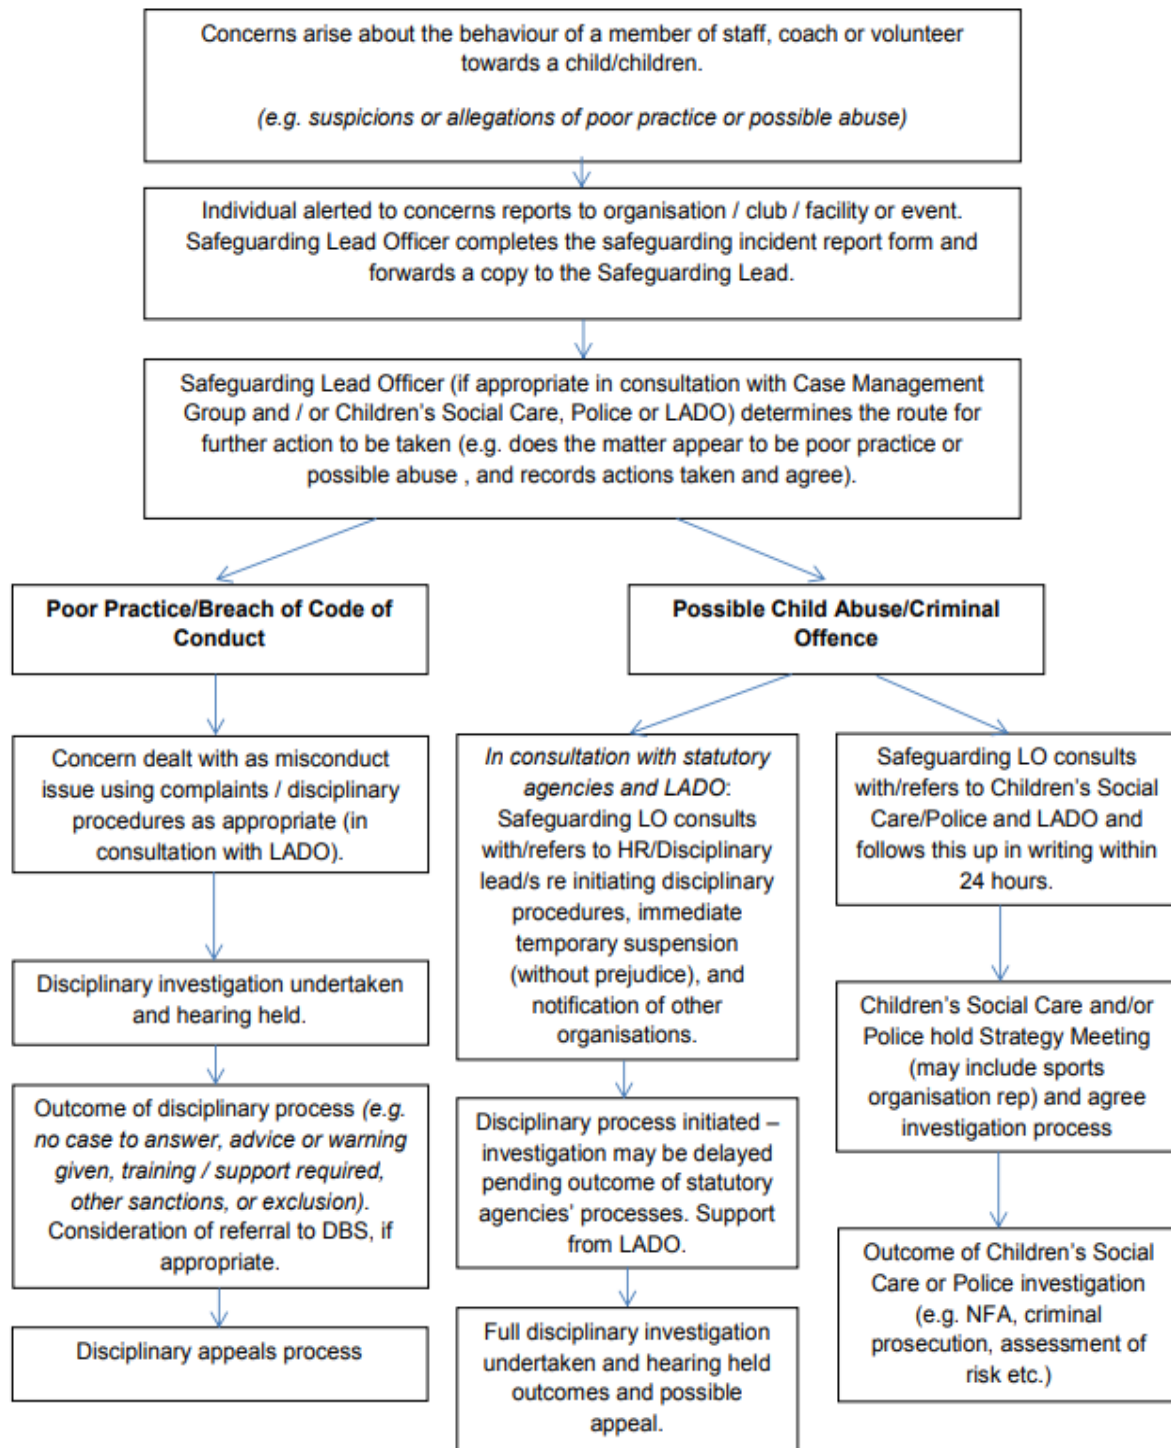 Concerns arise about the behaviour of a member of staff, coach or volunteer
towards a child/children.
(e.g. suspicions or allegations of poor practice or possible abuse)
Individual alerted to concerns reports to organisation / club / facility or event.
Safeguarding Lead Officer completes the safeguarding incident report form and
forwards a copy to the Safeguarding Lead.
Safeguarding Lead Officer (if appropriate in consultation with Case Management
Group and / or Children's Social Care, Police or LADO) determines the route for
further action to be taken (e.g. does the matter appear to be poor practice or
possible abuse , and records actions taken and agree).
Poor Practice/Breach of Code of
Conduct
Concern dealt with as misconduct
issue using complaints / disciplinary
procedures as appropriate (in
consultation with LADO).
Disciplinary investigation undertaken
and hearing held.
Outcome of disciplinary process (e.g.
no case to answer, advice or warning
given, training / support required,
other sanctions, or exclusion).
Consideration of referral to DBS, if
appropriate.
Disciplinary appeals process
Possible Child Abuse/Criminal
Offence
In consultation with statutory
agencies and LADO:
Safeguarding LO consults
with/refers to HR/Disciplinary
lead/s re initiating disciplinary
procedures, immediate
temporary suspension
(without prejudice), and
notification of other
organisations.
Disciplinary process initiated –
investigation may be delayed
pending outcome of statutory
agencies' processes. Support
from LADO.
Full disciplinary investigation
undertaken and hearing held
outcomes and possible
appeal.
Safeguarding LO consults
with/refers to Children's Social
Care/Police and LADO and
follows this up in writing within
24 hours.
Children's Social Care and/or
Police hold Strategy Meeting
(may include sports
organisation rep) and agree
investigation process
Outcome of Children's Social
Care or Police investigation
(e.g. NFA, criminal
prosecution, assessment of
risk etc.)